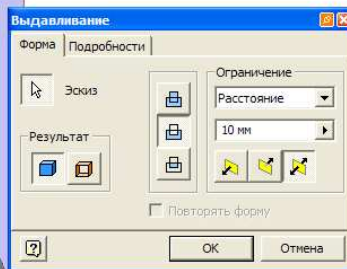 Выдавливание
Форма Подробности
Эскиз
Ограничение
Расстояние
Результат
10 мм
Повторять форму
OK Отмена